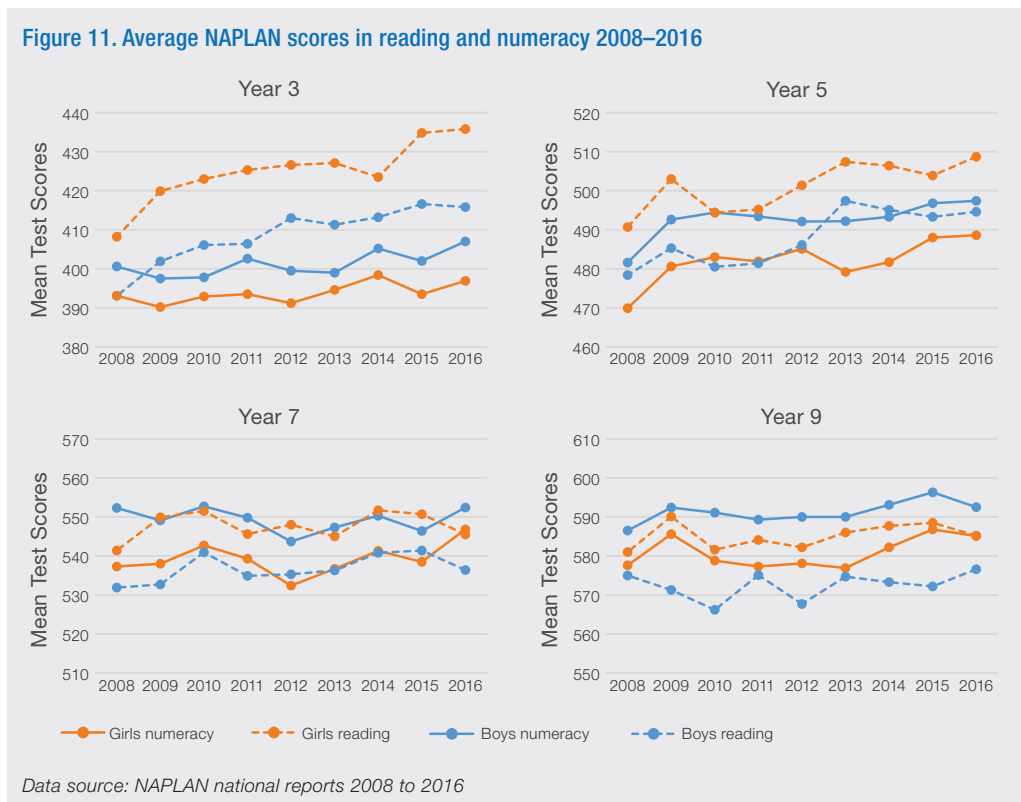 Figure 11. Average NAPLAN scores in reading and numeracy 2008–2016
Year 3
Mean Test Scores
440
430
420
410
400
390
380
2008 2009 2010 2011 2012 2013 2014 2015 2016
Year 5
Mean Test Scores
520
510
500
490
480
470
460
2008 2009 2010 2011 2012 2013 2014 2015 2016
Year 7
Mean Test Scores
570
560
550
540
530
520
510
2008 2009 2010 2011 2012 2013 2014 2015 2016
Year 9
Mean Test Scores
610
600
590
580
570
560
550
2008 2009 2010 2011 2012 2013 2014 2015 2016
Girls numeracy Girls reading Boys numeracy Boys reading
Data source: NAPLAN national reports 2008 to 2016